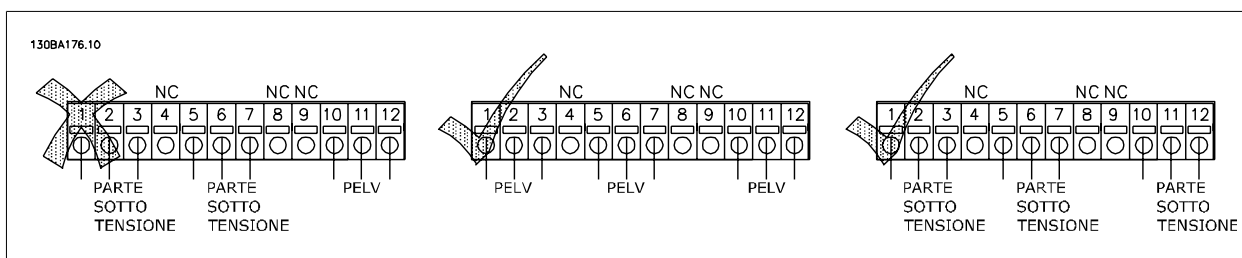 130BA176.10
NC NC NC
1 2 3 4 5 6 7 8 9 10 11 12
PARTE SOTTO TENSIONE
PARTE SOTTO TENSIONE
PELV
NC NC NC
1 2 3 4 5 6 7 8 9 10 11 12
PELV PELV PELV
NC NC NC
1 2 3 4 5 6 7 8 9 10 11 12
PARTE SOTTO TENSIONE
PARTE SOTTO TENSIONE
PARTE SOTTO TENSIONE